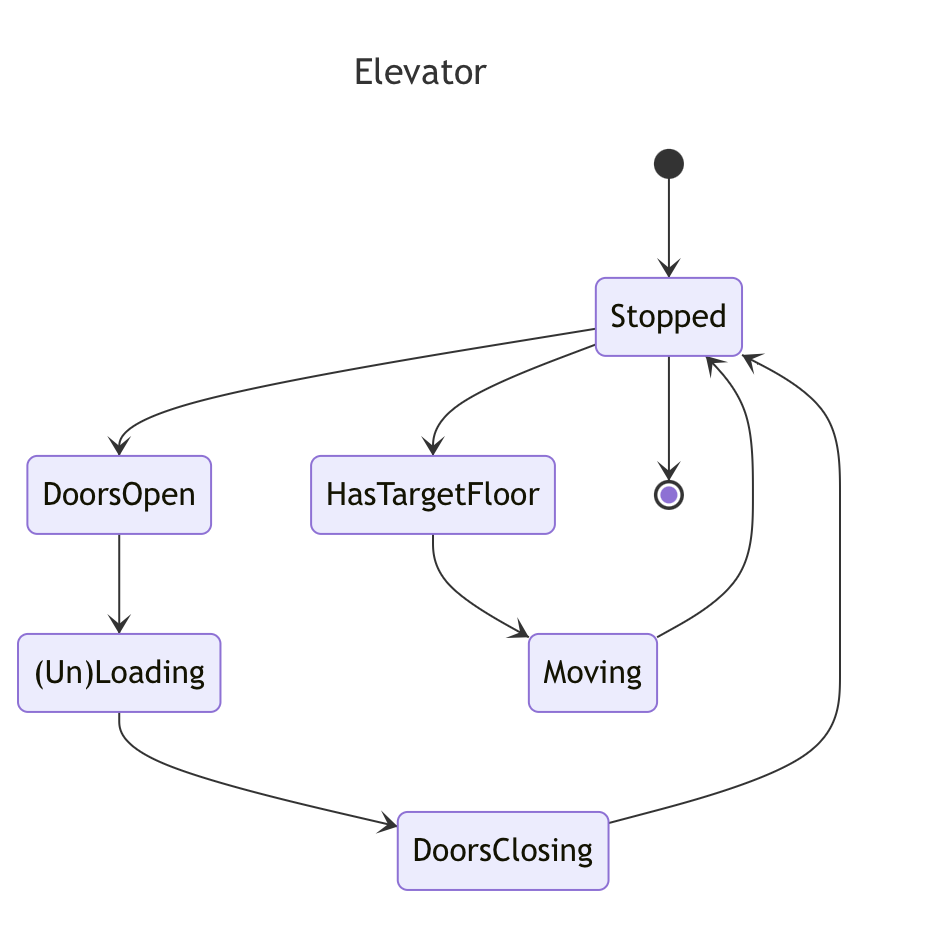 Elevator
Stopped
DoorsOpen
HasTargetFloor
(Un)Loading
Moving
DoorsClosing